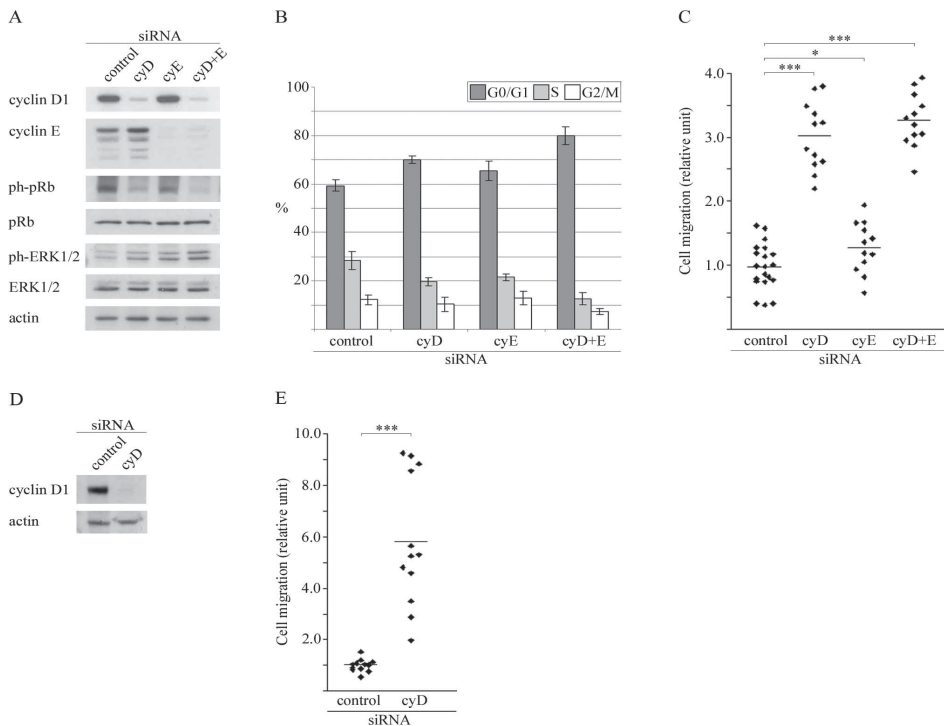 A
siRNA
control
cyD
cyE
cyD+E
cyclin D1
cyclin E
ph-pRb
pRb
ph-ERK1/2
ERK1/2
actin
B
G0/G1 S G2/M
100
80
60
%
40
20
control cyD cyE cyD+E
siRNA
C
***
*
***
4.0
3.0
2.0
1.0
.0
Cell migration (relative unit)
control cyD cyE cyD+E
siRNA
D
siRNA
control
cyD
cyclin D1
actin
E
***
10.0
8.0
6.0
4.0
2.0
.0
Cell migration (relative unit)
control cyD
siRNA